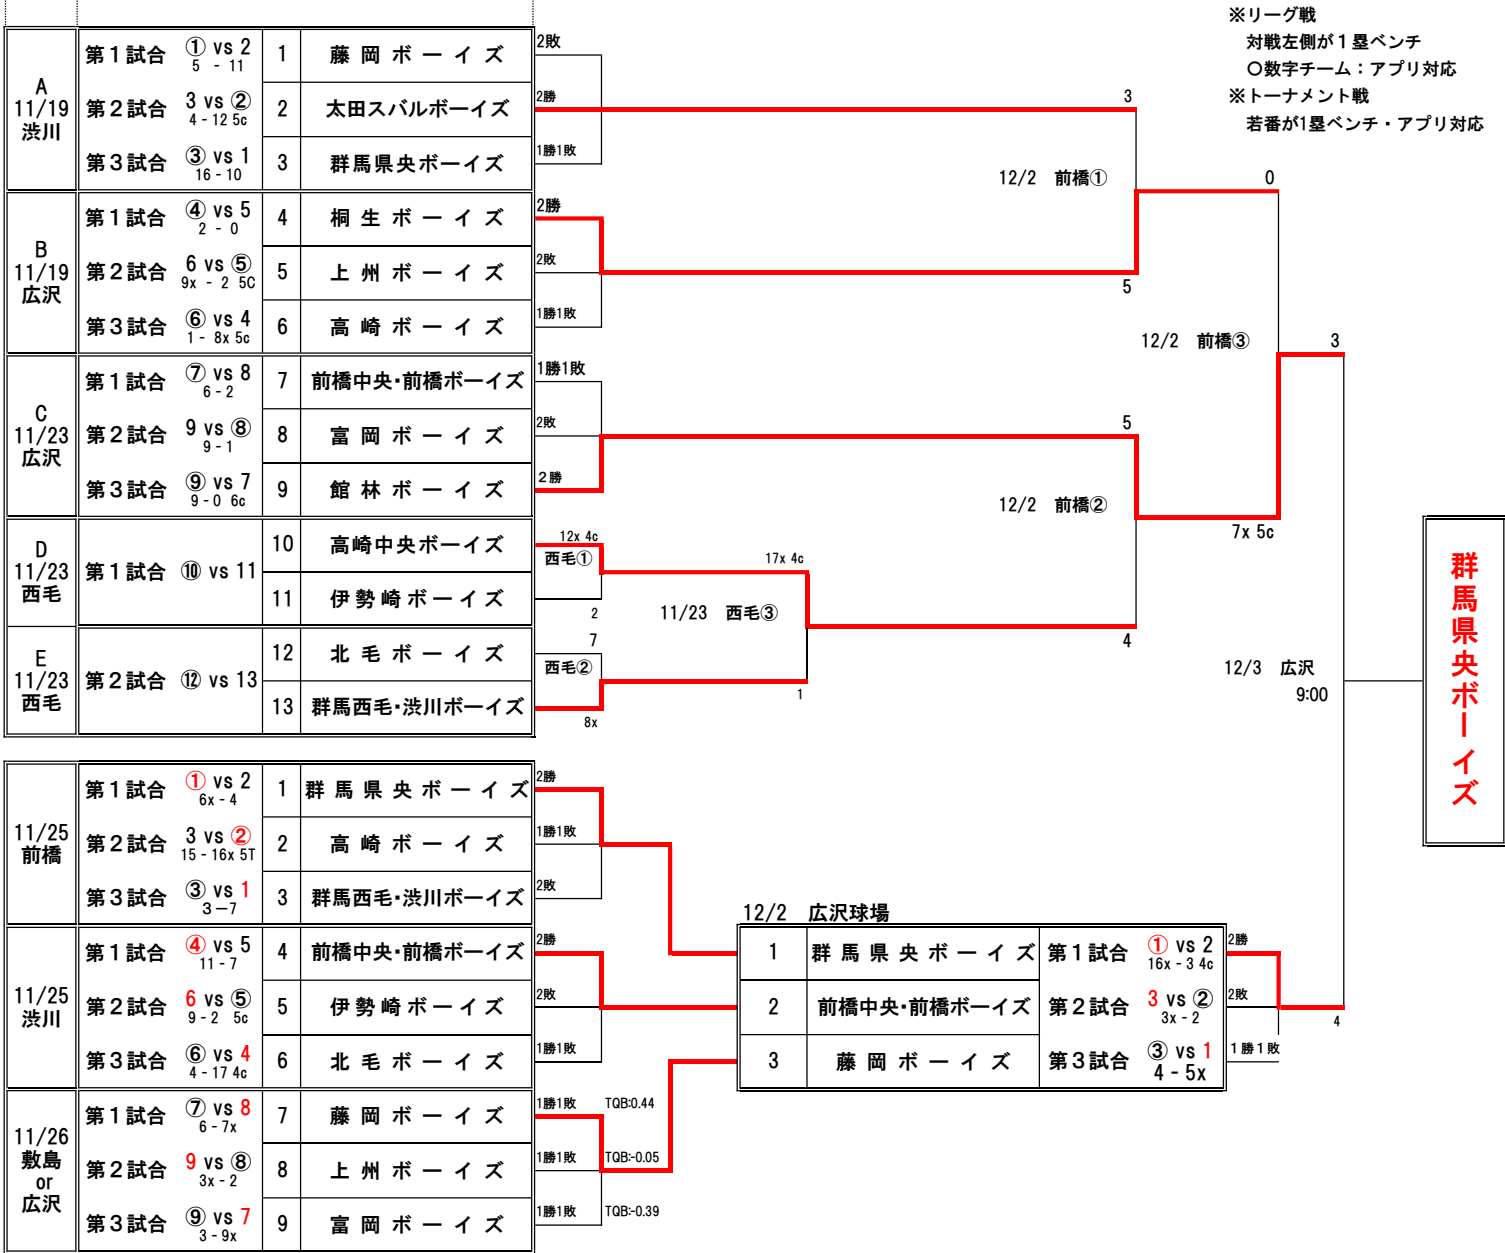 ※リーグ戦
対戦左側が１塁ベンチ
〇数字チーム：アプリ対応
※トーナメント戦
若番が1塁ベンチ・アプリ対応
A
11/19
渋川
第１試合 ① vs 2
5 - 11
第２試合 3 vs ②
4 - 12 5c
第３試合 ③ vs 1
16 - 10
1 藤岡ボーイズ 2敗
2 太田スバルボーイズ 2勝
3 群馬県央ボーイズ 1勝1敗
B
11/19
広沢
第１試合 ④ vs 5
2 - 0
第２試合 6 vs ⑤
9x - 2 5C
第３試合 ⑥ vs 4
1 - 8x 5c
4 桐生ボーイズ 2勝
5 上州ボーイズ 2敗
6 高崎ボーイズ 1勝1敗
C
11/23
広沢
第１試合 ⑦ vs 8
6 - 2
第２試合 9 vs ⑧
9 - 1
第３試合 ⑨ vs 7
9 - 0 6c
7 前橋中央・前橋ボーイズ 1勝1敗
8 富岡ボーイズ 2敗
9 館林ボーイズ 2勝
D
11/23
西毛
第１試合 ⑩ vs 11
10 高崎中央ボーイズ
11 伊勢崎ボーイズ
12x 4c
西毛①
2
E
11/23
西毛
第２試合 ⑫ vs 13
12 北毛ボーイズ
13 群馬西毛・渋川ボーイズ
7
西毛②
8x
17x 4c
11/23 西毛③
1
3
12/2 前橋①
5
5
12/2 前橋②
4
0
12/2 前橋③
7x 5c
3
12/3 広沢
9:00
4
群馬県央ボーイズ
11/25
前橋
第１試合 ① vs 2
6x - 4
第２試合 3 vs ②
15 - 16x 5T
第３試合 ③ vs 1
3－7
1 群馬県央ボーイズ 2勝
2 高崎ボーイズ 1勝1敗
3 群馬西毛・渋川ボーイズ 2敗
11/25
渋川
第１試合 ④ vs 5
11 - 7
第２試合 6 vs ⑤
9 - 2 5c
第３試合 ⑥ vs 4
4 - 17 4c
4 前橋中央・前橋ボーイズ 2勝
5 伊勢崎ボーイズ 2敗
6 北毛ボーイズ 1勝1敗
11/26
敷島
or
広沢
第１試合 ⑦ vs 8
6 - 7x
第２試合 9 vs ⑧
3x - 2
第３試合 ⑨ vs 7
3 - 9x
7 藤岡ボーイズ 1勝1敗 TQB:0.44
8 上州ボーイズ 1勝1敗 TQB:-0.05
9 富岡ボーイズ 1勝1敗 TQB:-0.39
12/2 広沢球場
1 群馬県央ボーイズ 第１試合 ① vs 2 2勝
16x - 3 4c
2 前橋中央・前橋ボーイズ 第２試合 3 vs ② 2敗
3x - 2
3 藤岡ボーイズ 第３試合 ③ vs 1 1勝1敗
4 - 5x